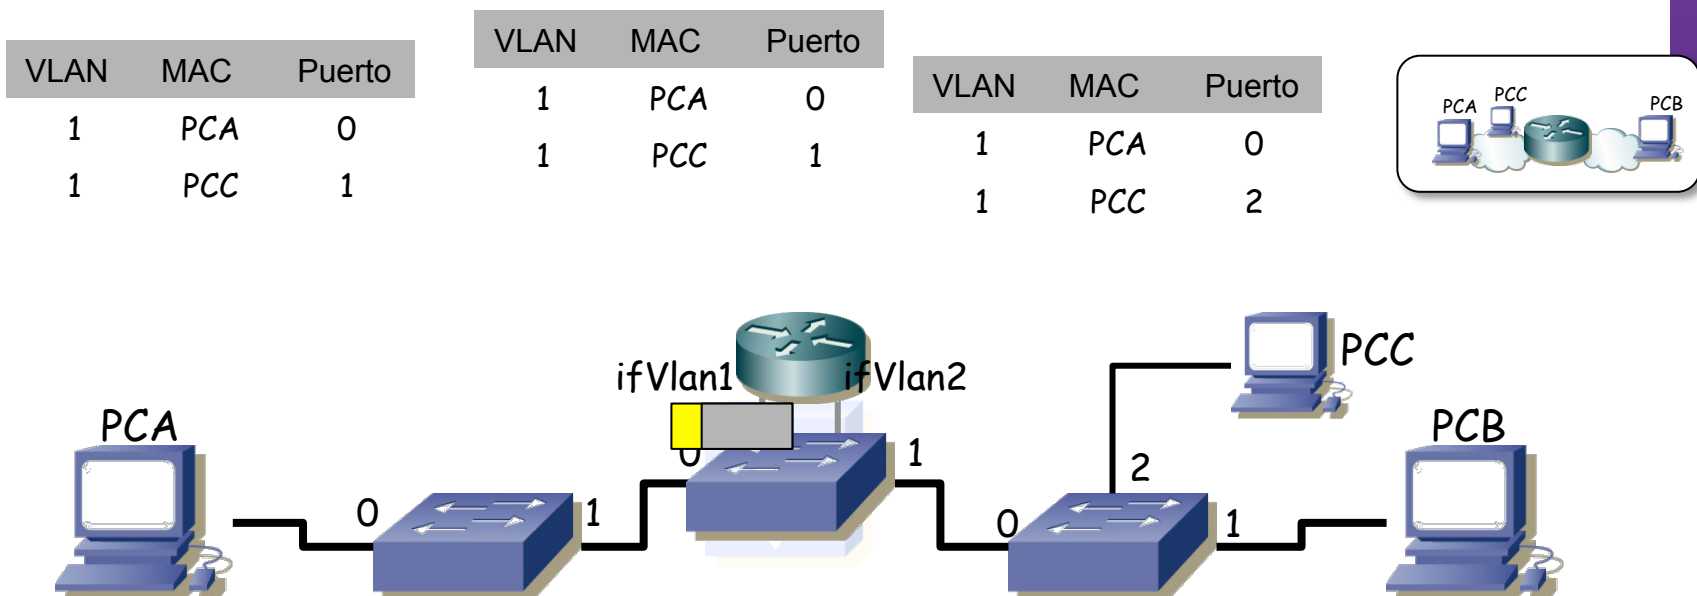 VLAN MAC Puerto
1 PCA 0
1 PCC 1
VLAN MAC Puerto
1 PCA 0
1 PCC 1
VLAN MAC Puerto
1 PCA 0
1 PCC 2
PCA PCC PCB
ifVlan1 ifVlan2
PCC
PCA
PCB
0 1
2
0 1
0 1